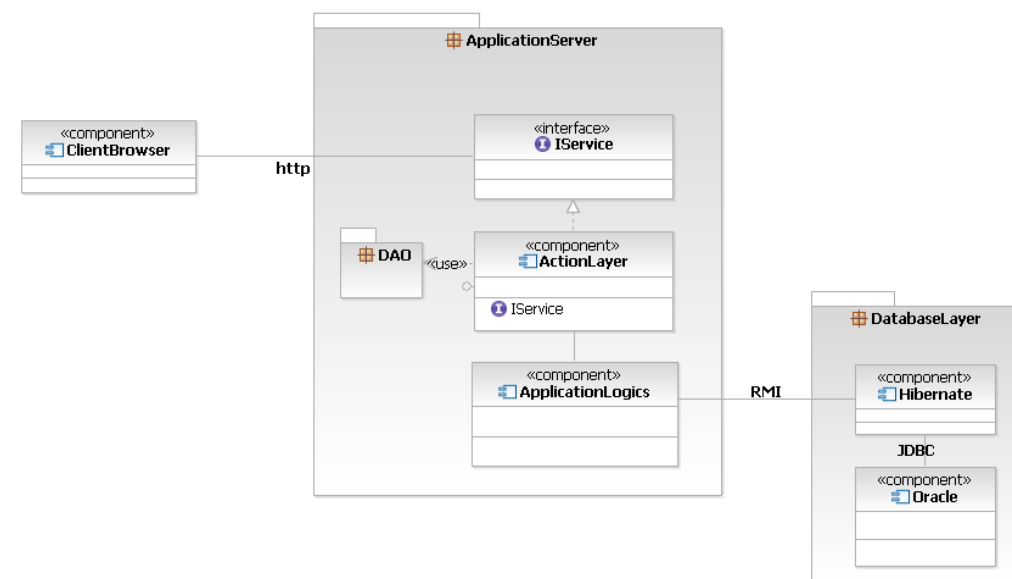 ApplicationServer
«component»
ClientBrowser
http
«interface»
IService
DAO
«use»
«component»
ActionLayer
IService
«component»
ApplicationLogics
RMI
DatabaseLayer
«component»
Hibernate
JDBC
«component»
Oracle